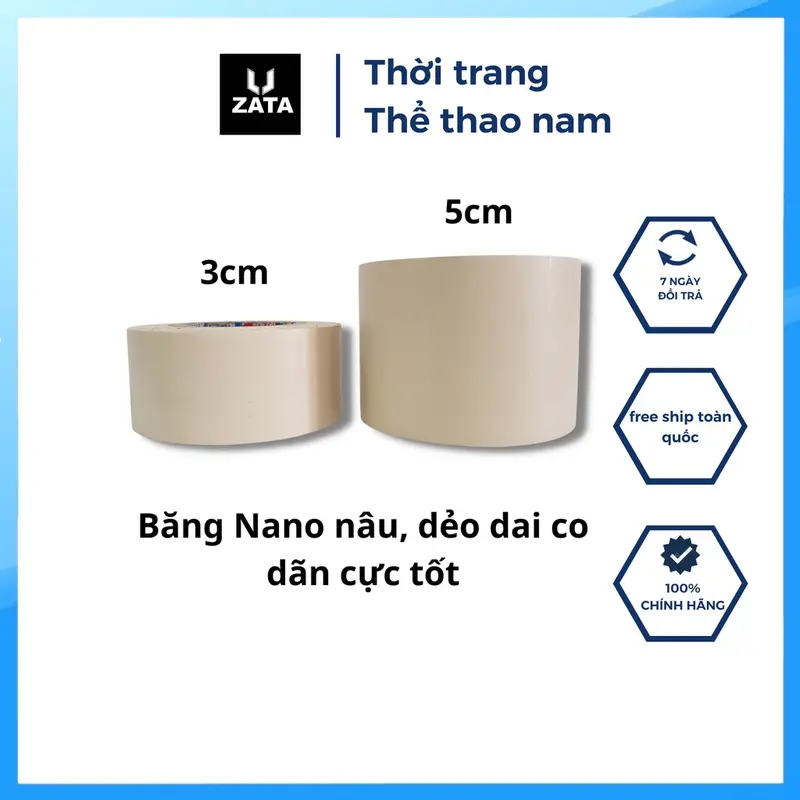 ZATA
Thời trang
Thể thao nam
5cm
3cm
7 NGÀY
ĐỔI TRẢ
free ship toàn
quốc
Băng Nano nâu, dẻo dai co
dãn cực tốt
100%
CHÍNH HÃNG